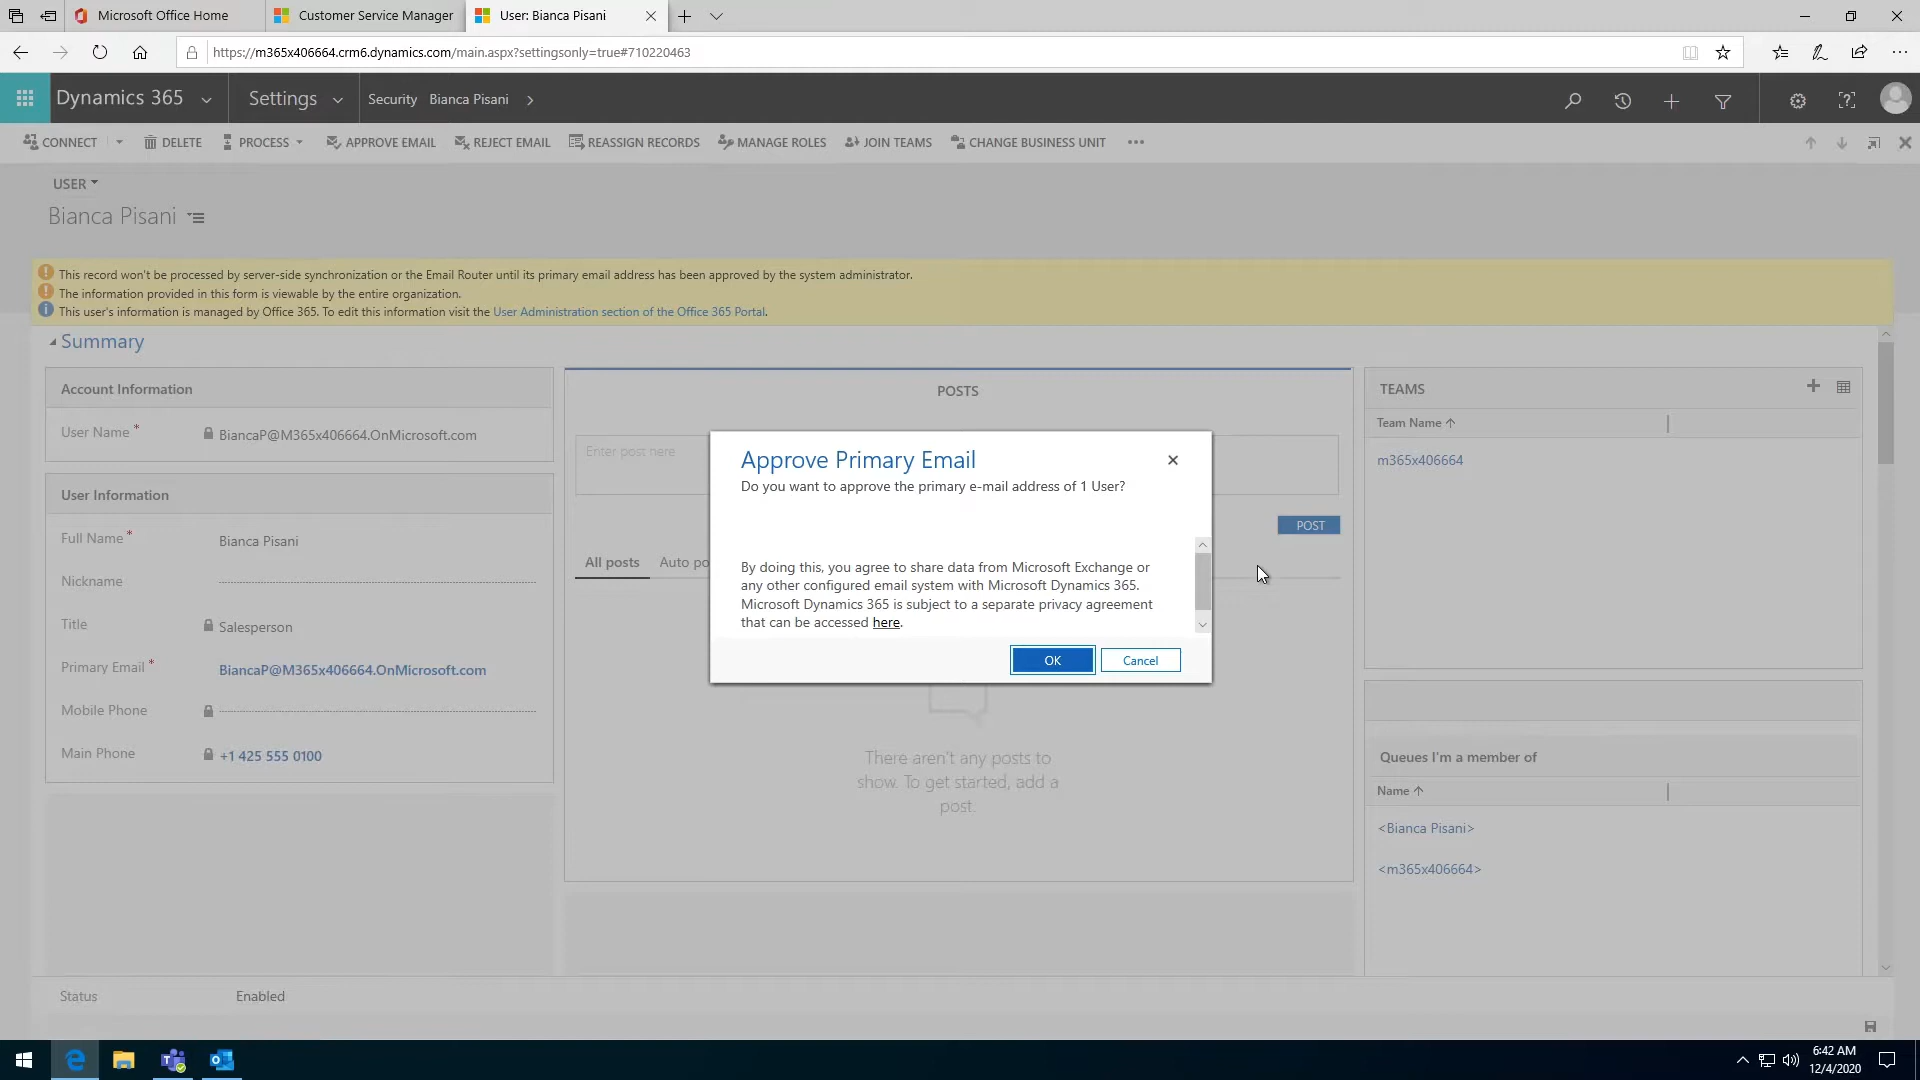 Microsoft Office Home
Customer Service Manager
User: Bianca Pisani
https://m365x406664.crm6.dynamics.com/main.aspx?settingsonly=true#710220463
Dynamics 365
Settings
Security
Bianca Pisani
CONNECT
DELETE
PROCESS
APPROVE EMAIL
REJECT EMAIL
REASSIGN RECORDS
MANAGE ROLES
JOIN TEAMS
CHANGE BUSINESS UNIT
USER
Bianca Pisani
This record won't be processed by server-side synchronization or the Email Router until its primary email address has been approved by the system administrator.
The information provided in this form is viewable by the entire organization.
This user's information is managed by Office 365. To edit this information visit the User Administration section of the Office 365 Portal.
Summary
Account Information
User Name *
BiancaP@M365x406664.OnMicrosoft.com
User Information
Full Name *
Bianca Pisani
Nickname
Title
Salesperson
Primary Email *
BiancaP@M365x406664.OnMicrosoft.com
Mobile Phone
Main Phone
+1 425 555 0100
POSTS
Enter post here
POST
All posts
Auto po
There aren't any posts to
show. To get started, add a
post.
Approve Primary Email
Do you want to approve the primary e-mail address of 1 User?
By doing this, you agree to share data from Microsoft Exchange or
any other configured email system with Microsoft Dynamics 365.
Microsoft Dynamics 365 is subject to a separate privacy agreement
that can be accessed here.
OK
Cancel
TEAMS
Team Name
m365x406664
Queues I'm a member of
Name
<Bianca Pisani>
<m365x406664>
Status
Enabled
6:42 AM
12/4/2020